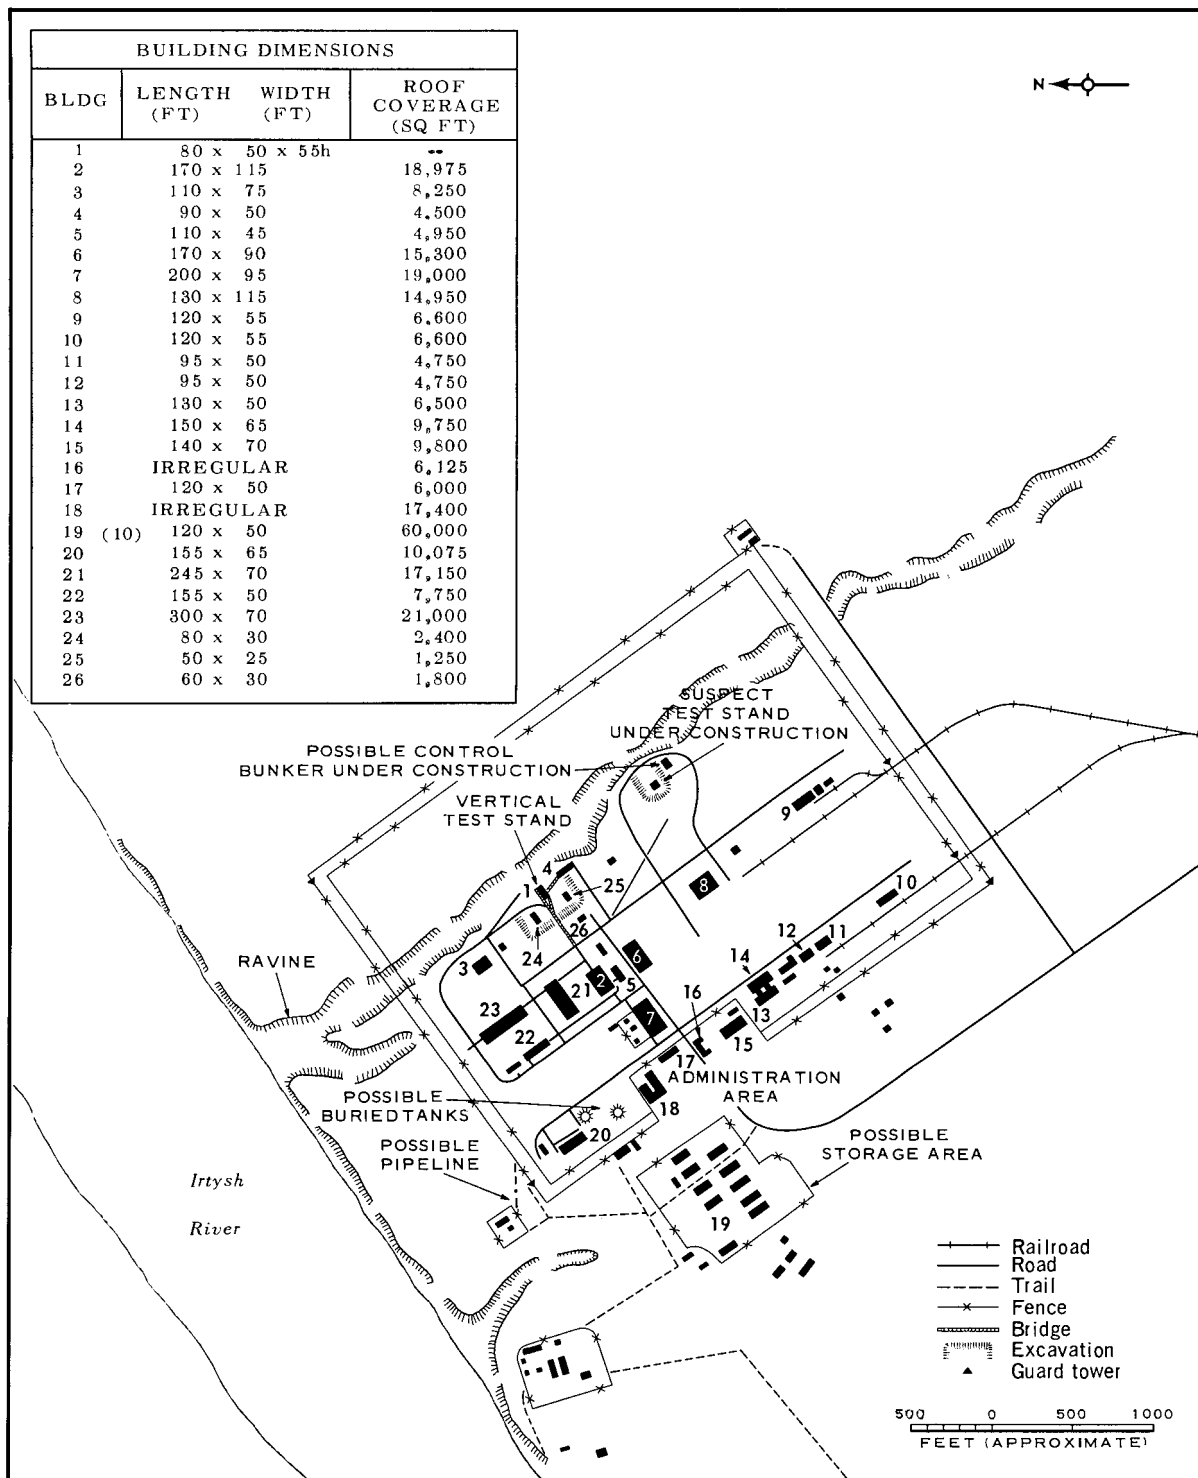 BUILDING DIMENSIONS
BLDG LENGTH (FT) WIDTH (FT) ROOF COVERAGE (SQ FT)
1 80 x 50 x 55h --
2 170 x 115 18,975
3 110 x 75 8,250
4 90 x 50 4,500
5 110 x 45 4,950
6 170 x 90 15,300
7 200 x 95 19,000
8 130 x 115 14,950
9 120 x 55 6,600
10 120 x 55 6,600
11 95 x 50 4,750
12 95 x 50 4,750
13 130 x 50 6,500
14 150 x 65 9,750
15 140 x 70 9,800
16 IRREGULAR 6,125
17 120 x 50 6,000
18 IRREGULAR 17,400
19 (10) 120 x 50 60,000
20 155 x 65 10,075
21 245 x 70 17,150
22 155 x 50 7,750
23 300 x 70 21,000
24 80 x 30 2,400
25 50 x 25 1,250
26 60 x 30 1,800
N
SUSPECT
TEST STAND
UNDER CONSTRUCTION
POSSIBLE CONTROL
BUNKER UNDER CONSTRUCTION
VERTICAL
TEST STAND
9
4
1
25
8
10
26
12
11
RAVINE
24
6
3
14
2
5
21
16
23
13
7
15
22
17
ADMINISTRATION
AREA
18
POSSIBLE
BURIED TANKS
20
POSSIBLE
PIPELINE
POSSIBLE
STORAGE AREA
Irtysh
River
19
Railroad
Road
Trail
Fence
Bridge
Excavation
Guard tower
500 0 500 1000
FEET (APPROXIMATE)